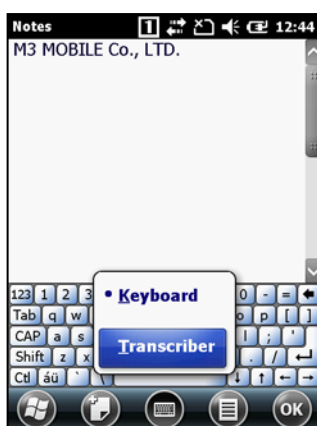 Notes 1 12:44
M3 MOBILE Co., LTD.
123 1 2 3 0 - =
Keyboard
Tab q w o p [ ]
Transcriber
CAP a s l ; '
Shift z x . /
Ctl áü ` \
OK